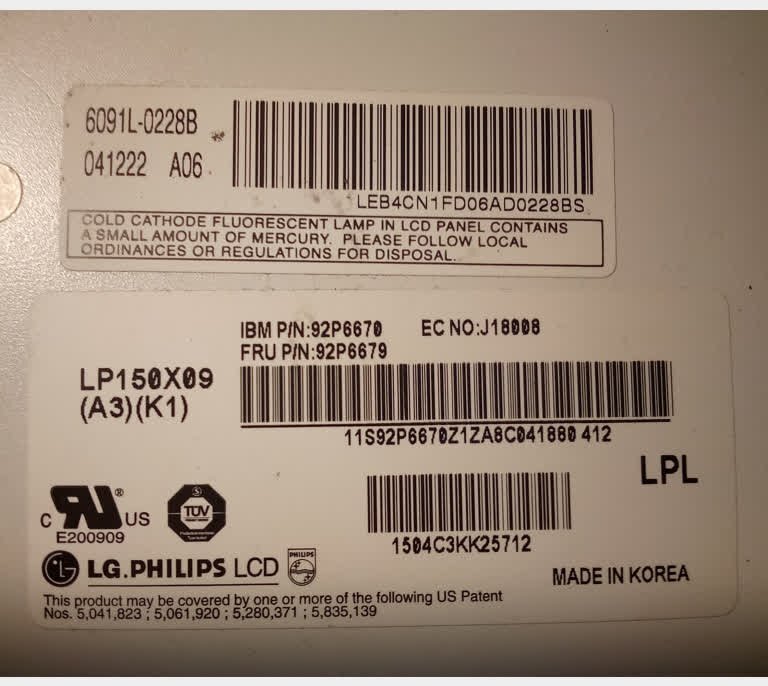 6091L-0228B
041222 A06
LEB4CN1FD06AD0228BS
COLD CATHODE FLUORESCENT LAMP IN LCD PANEL CONTAINS
A SMALL AMOUNT OF MERCURY. PLEASE FOLLOW LOCAL
ORDINANCES OR REGULATIONS FOR DISPOSAL.
IBM P/N:92P6670 EC NO:J18008
FRU P/N:92P6679
LP150X09
(A3)(K1)
11S92P6670Z1ZA8C041880 412
LPL
C RU ® US
E200909
TÜV
1504C3KK25712
LG.PHILIPS LCD
PHILIPS
MADE IN KOREA
This product may be covered by one or more of the following US Patent
Nos. 5,041,823 ; 5,061,920 ; 5,280,371 ; 5,835,139